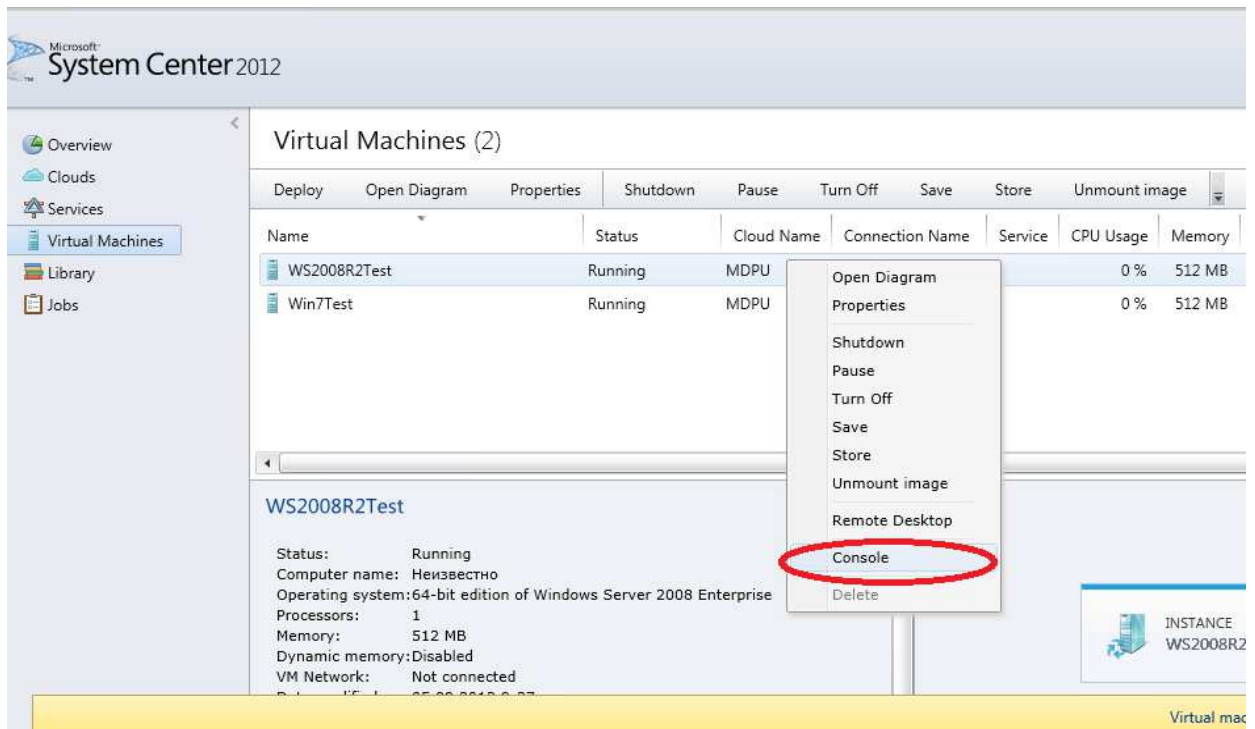 Microsoft
System Center 2012
Overview
Clouds
Services
Virtual Machines
Library
Jobs
Virtual Machines (2)
Deploy Open Diagram Properties Shutdown Pause Turn Off Save Store Unmount image
Name Status Cloud Name Connection Name Service CPU Usage Memory
WS2008R2Test Running MDPU 0 % 512 MB
Win7Test Running MDPU 0 % 512 MB
Open Diagram
Properties
Shutdown
Pause
Turn Off
Save
Store
Unmount image
Remote Desktop
Console
Delete
WS2008R2Test
Status: Running
Computer name: Неизвестно
Operating system: 64-bit edition of Windows Server 2008 Enterprise
Processors: 1
Memory: 512 MB
Dynamic memory: Disabled
VM Network: Not connected
INSTANCE
WS2008R2
Virtual mac